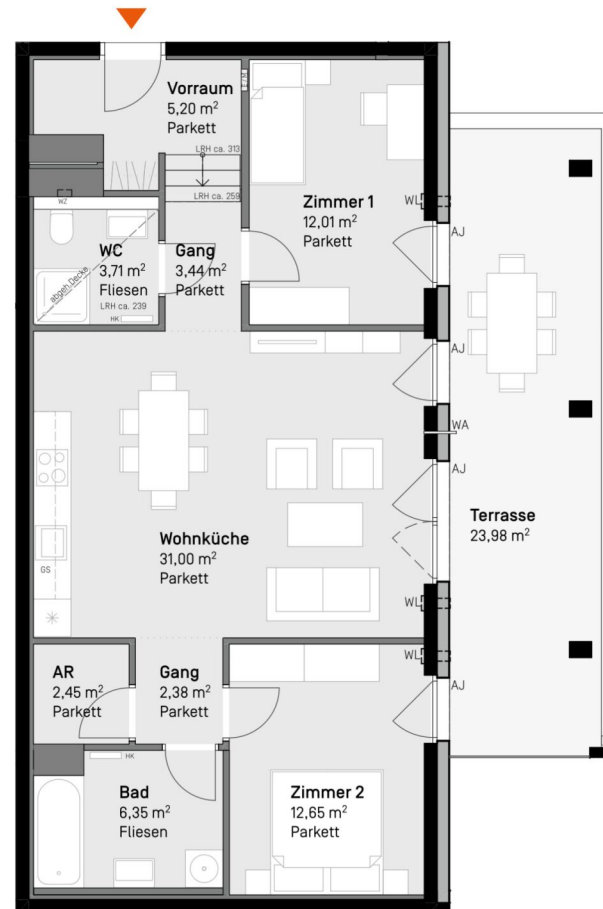 Vorraum
5,20 m²
Parkett
LRH ca. 313
LRH ca. 259
E/M
Zimmer 1
12,01 m²
Parkett
WL
AJ
WZ
WC
3,71 m²
Fliesen
LRH ca. 239
HK
abgeh.Decke
Gang
3,44 m²
Parkett
AJ
WA
AJ
Wohnküche
31,00 m²
Parkett
GS
Terrasse
23,98 m²
WL
WL
AJ
AR
2,45 m²
Parkett
Gang
2,38 m²
Parkett
HK
Bad
6,35 m²
Fliesen
Zimmer 2
12,65 m²
Parkett